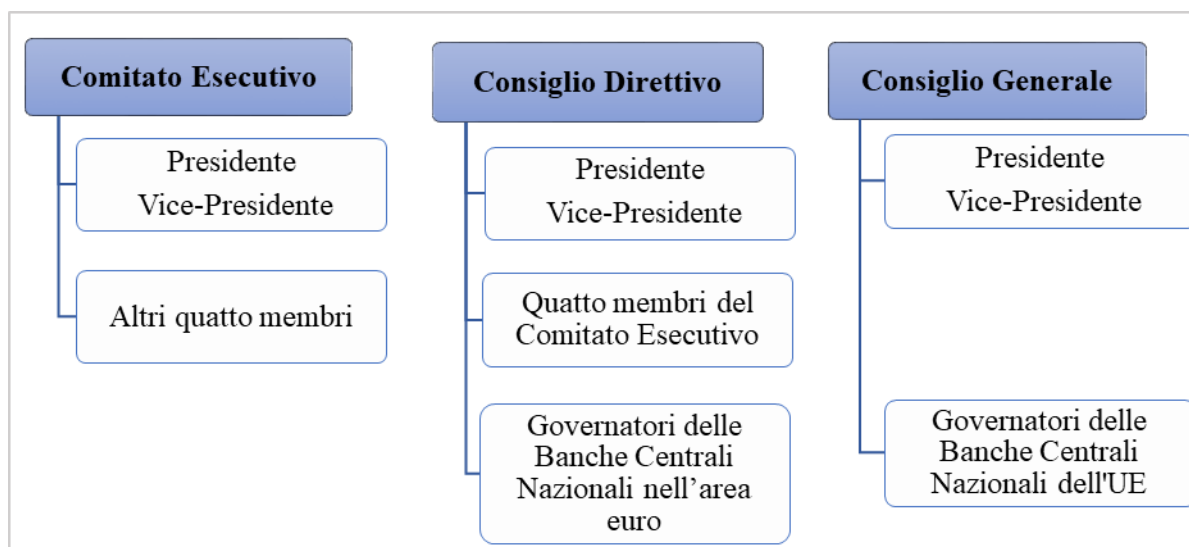 Comitato Esecutivo
Presidente
Vice-Presidente
Altri quatto membri
Consiglio Direttivo
Presidente
Vice-Presidente
Quatto membri del
Comitato Esecutivo
Governatori delle
Banche Centrali
Nazionali nell’area
euro
Consiglio Generale
Presidente
Vice-Presidente
Governatori delle
Banche Centrali
Nazionali dell'UE